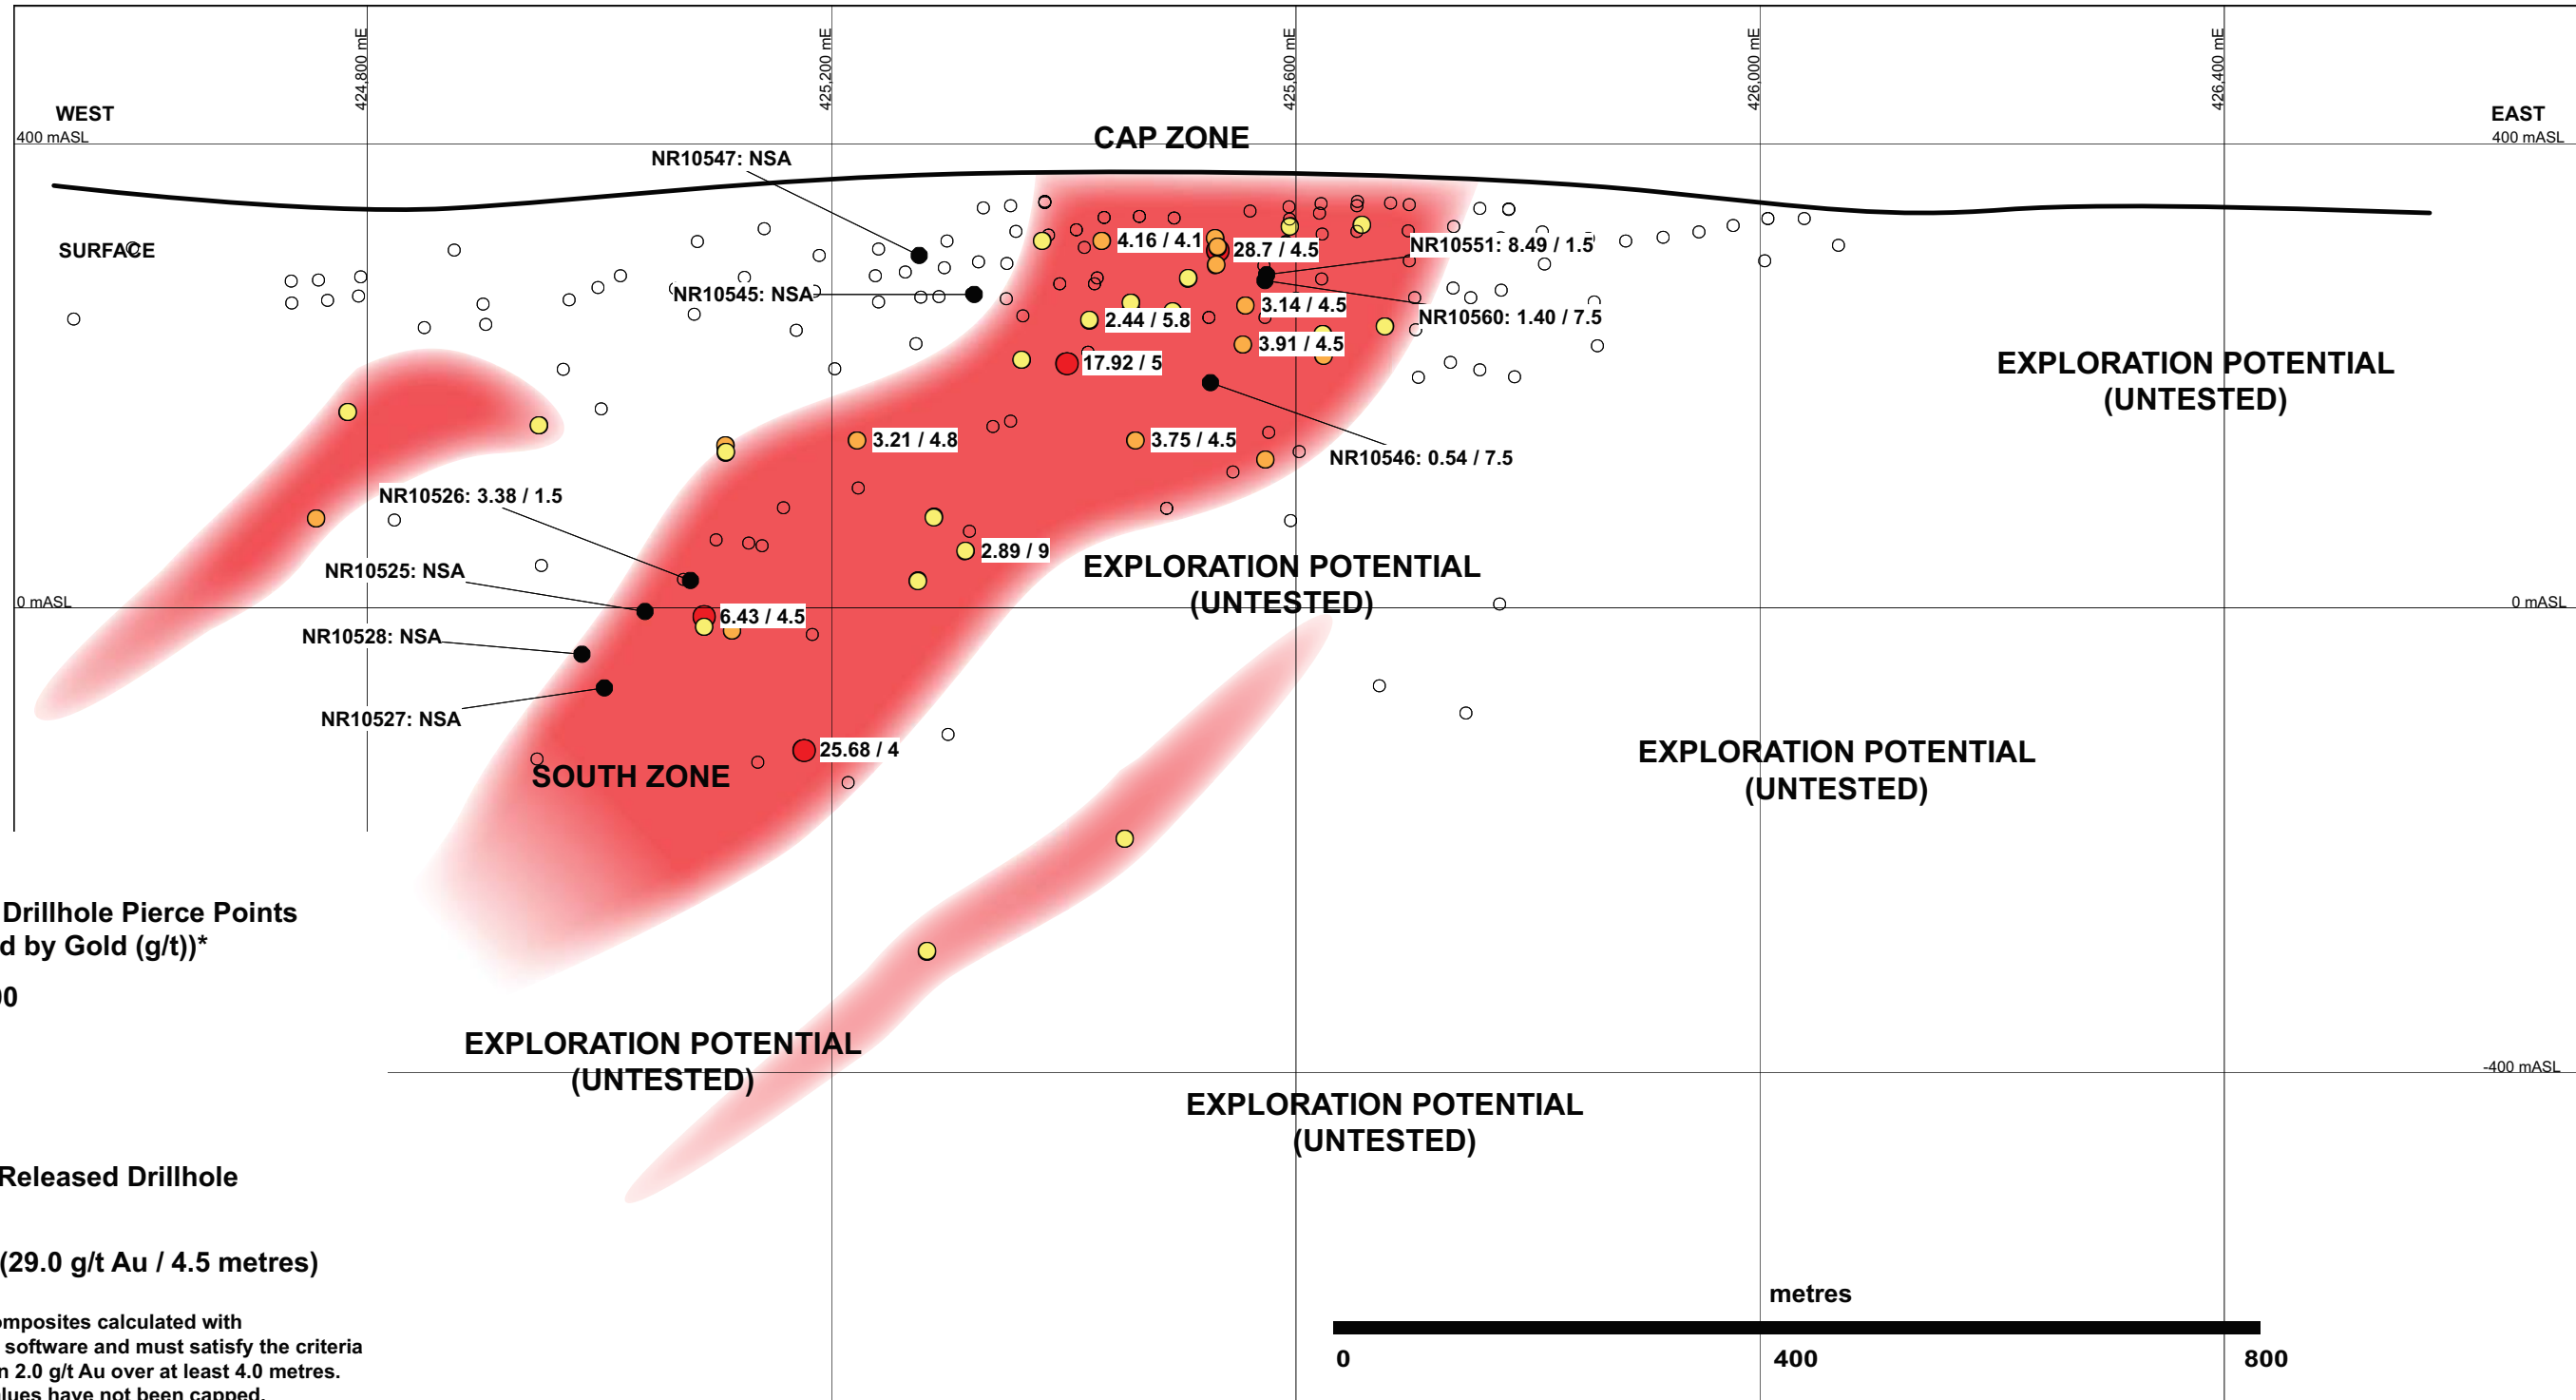 424,800 mE
425,200 mE
425,600 mE
426,000 mE
426,400 mE
WEST
EAST
400 mASL
400 mASL
CAP ZONE
NR10547: NSA
SURFACE
4.16 / 4.1
28.7 / 4.5
NR10551: 8.49 / 1.5
NR10545: NSA
3.14 / 4.5
NR10560: 1.40 / 7.5
2.44 / 5.8
3.91 / 4.5
17.92 / 5
EXPLORATION POTENTIAL
(UNTESTED)
3.21 / 4.8
3.75 / 4.5
NR10546: 0.54 / 7.5
NR10526: 3.38 / 1.5
2.89 / 9
EXPLORATION POTENTIAL
(UNTESTED)
NR10525: NSA
0 mASL
0 mASL
6.43 / 4.5
NR10528: NSA
NR10527: NSA
25.68 / 4
SOUTH ZONE
EXPLORATION POTENTIAL
(UNTESTED)
Drillhole Pierce Points
d by Gold (g/t))*
00
EXPLORATION POTENTIAL
(UNTESTED)
-400 mASL
EXPLORATION POTENTIAL
(UNTESTED)
Released Drillhole
(29.0 g/t Au / 4.5 metres)
metres
0 400 800
omposites calculated with
software and must satisfy the criteria
n 2.0 g/t Au over at least 4.0 metres.
alues have not been capped.